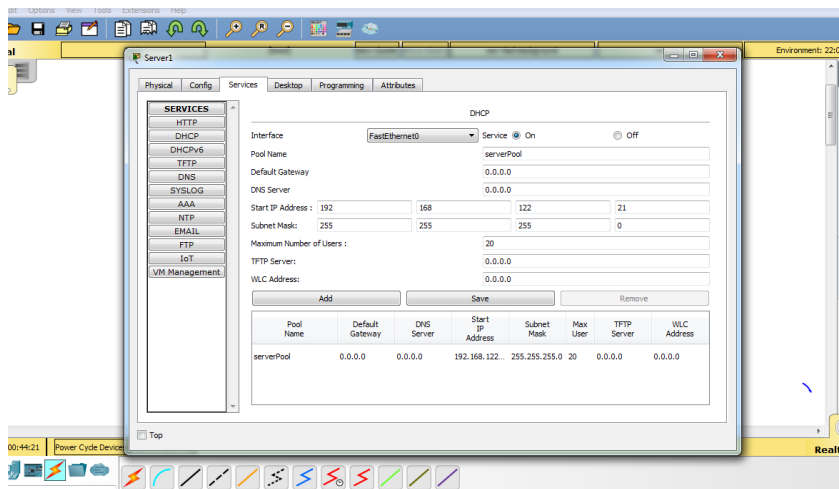 Edit Options View Tools Extensions Help
Environment: 22:0
Server1
Physical Config Services Desktop Programming Attributes
SERVICES
HTTP
DHCP
DHCPv6
TFTP
DNS
SYSLOG
AAA
NTP
EMAIL
FTP
IoT
VM Management
DHCP
Interface FastEthernet0 Service On Off
Pool Name serverPool
Default Gateway 0.0.0.0
DNS Server 0.0.0.0
Start IP Address : 192 168 122 21
Subnet Mask: 255 255 255 0
Maximum Number of Users : 20
TFTP Server: 0.0.0.0
WLC Address: 0.0.0.0
Add Save Remove
Pool Name Default Gateway DNS Server Start IP Address Subnet Mask Max User TFTP Server WLC Address
serverPool 0.0.0.0 0.0.0.0 192.168.122... 255.255.255.0 20 0.0.0.0 0.0.0.0
Top
00:44:21 Power Cycle Devices
Realt